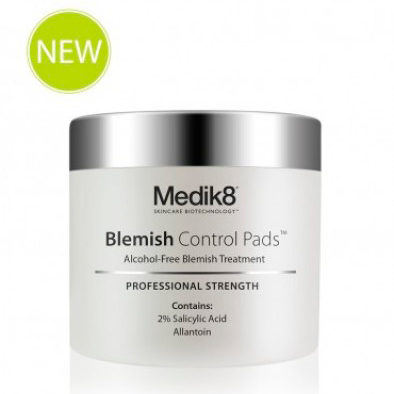 NEW
Medik8®
SKINCARE BIOTECHNOLOGY™
Blemish Control Pads™
Alcohol-Free Blemish Treatment
PROFESSIONAL STRENGTH
Contains:
2% Salicylic Acid
Allantoin